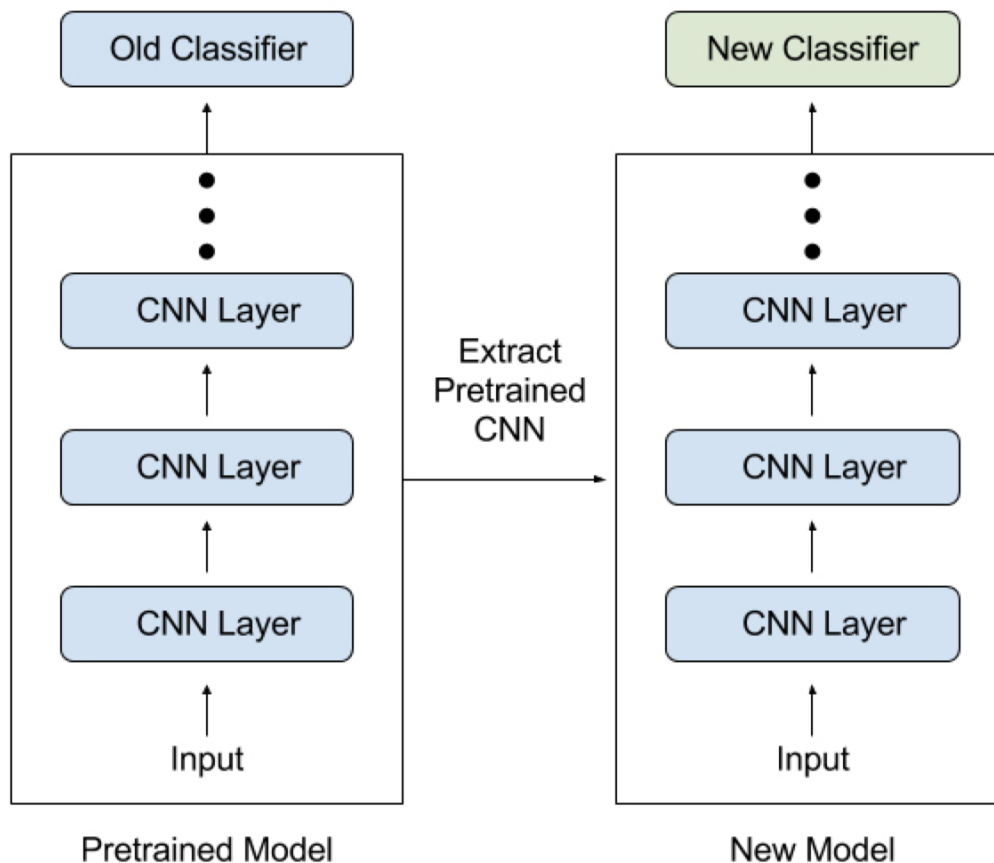 Old Classifier
CNN Layer
CNN Layer
CNN Layer
Input
Pretrained Model
Extract
Pretrained
CNN
New Classifier
CNN Layer
CNN Layer
CNN Layer
Input
New Model